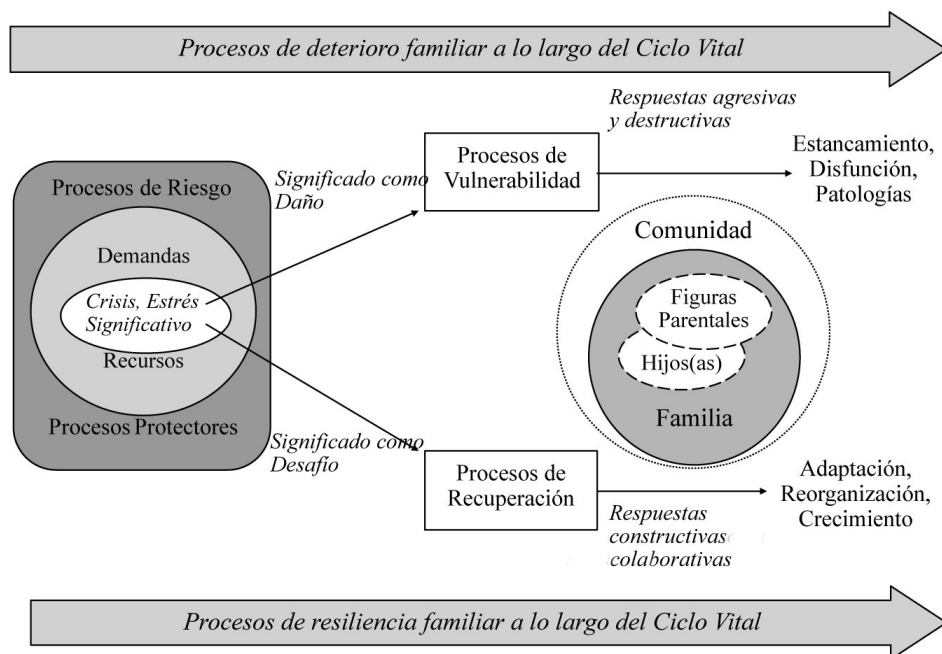 Procesos de deterioro familiar a lo largo del Ciclo Vital
Respuestas agresivas
y destructivas
Procesos de
Vulnerabilidad
Estancamiento,
Disfunción,
Patologías
Procesos de Riesgo
Significado como
Daño
Demandas
Crisis, Estrés
Significativo
Recursos
Procesos Protectores
Comunidad
Figuras
Parentales
Hijos(as)
Familia
Significado como
Desafío
Procesos de
Recuperación
Respuestas
constructivas
colaborativas
Adaptación,
Reorganización,
Crecimiento
Procesos de resiliencia familiar a lo largo del Ciclo Vital